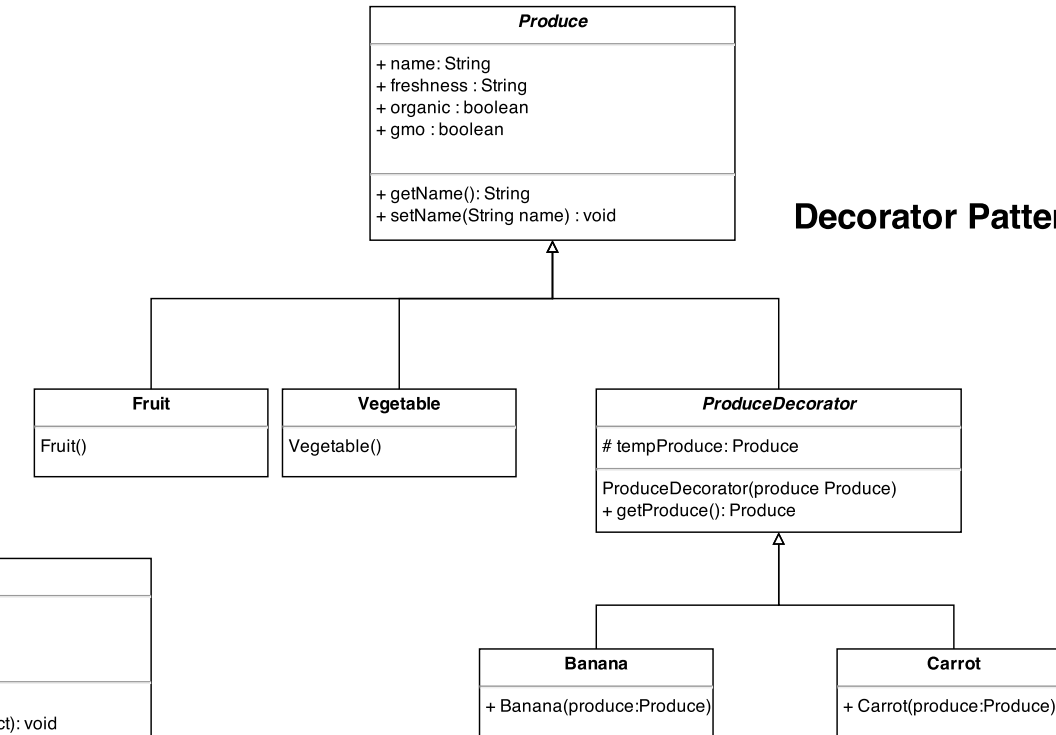 Produce
+ name: String
+ freshness : String
+ organic : boolean
+ gmo : boolean
+ getName(): String
+ setName(String name) : void
Decorator Patter
Fruit
Fruit()
Vegetable
Vegetable()
ProduceDecorator
# tempProduce: Produce
ProduceDecorator(produce Produce)
+ getProduce(): Produce
ct): void
Banana
+ Banana(produce:Produce)
Carrot
+ Carrot(produce:Produce)